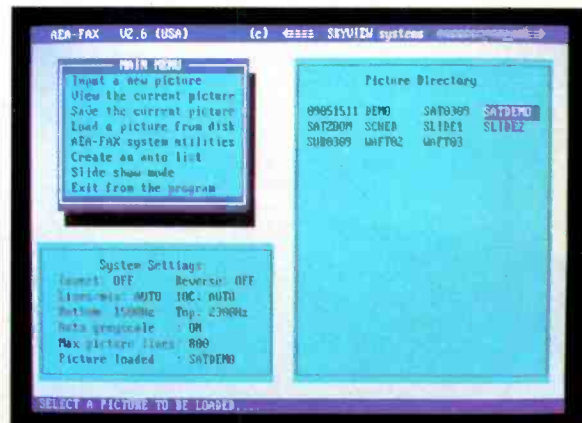 AEA-FAX V2.6 (USA) (c) SKYVIEW systems
MAIN MENU
Input a new picture
View the current picture
Save the current picture
Load a picture from disk
AEA-FAX system utilities
Create an auto list
Slide show mode
Exit from the program
Picture Directory
09051511 DEMO SAT0309 SATDEMO
SATZOOM SCHED SLIDE1 SLIDE2
SUB0309 WAFT02 WAFT03
System Settings
Invert: OFF Reverse: OFF
Lines/min: AUTO IOC: AUTO
Bottom: 1500Hz Top: 2300Hz
Auto greyscale : ON
Max picture lines: 800
Picture loaded : SATDEMO
SELECT A PICTURE TO BE LOADED....